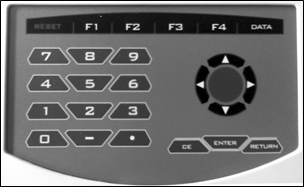 RESET F1 F2 F3 F4 DATA
7 8 9
4 5 6
1 2 3
0 - •
CE ENTER RETURN